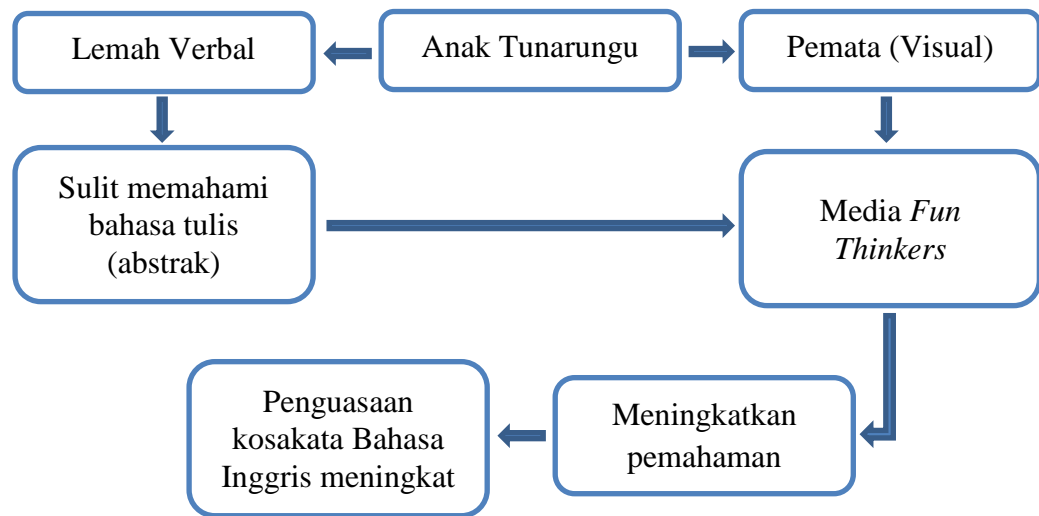 Lemah Verbal
Anak Tunarungu
Pemata (Visual)
Sulit memahami
bahasa tulis
(abstrak)
Media Fun
Thinkers
Penguasaan
kosakata Bahasa
Inggris meningkat
Meningkatkan
pemahaman